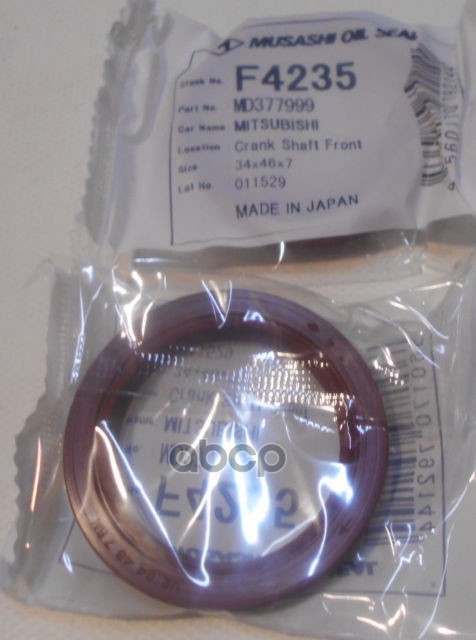 MUSASHI OIL SEAL
Stock No. F4235
Part No. MD377999
Car Name MITSUBISHI
Location Crank Shaft Front
Size 34x46x7
Lot No. 011529
MADE IN JAPAN
abcp